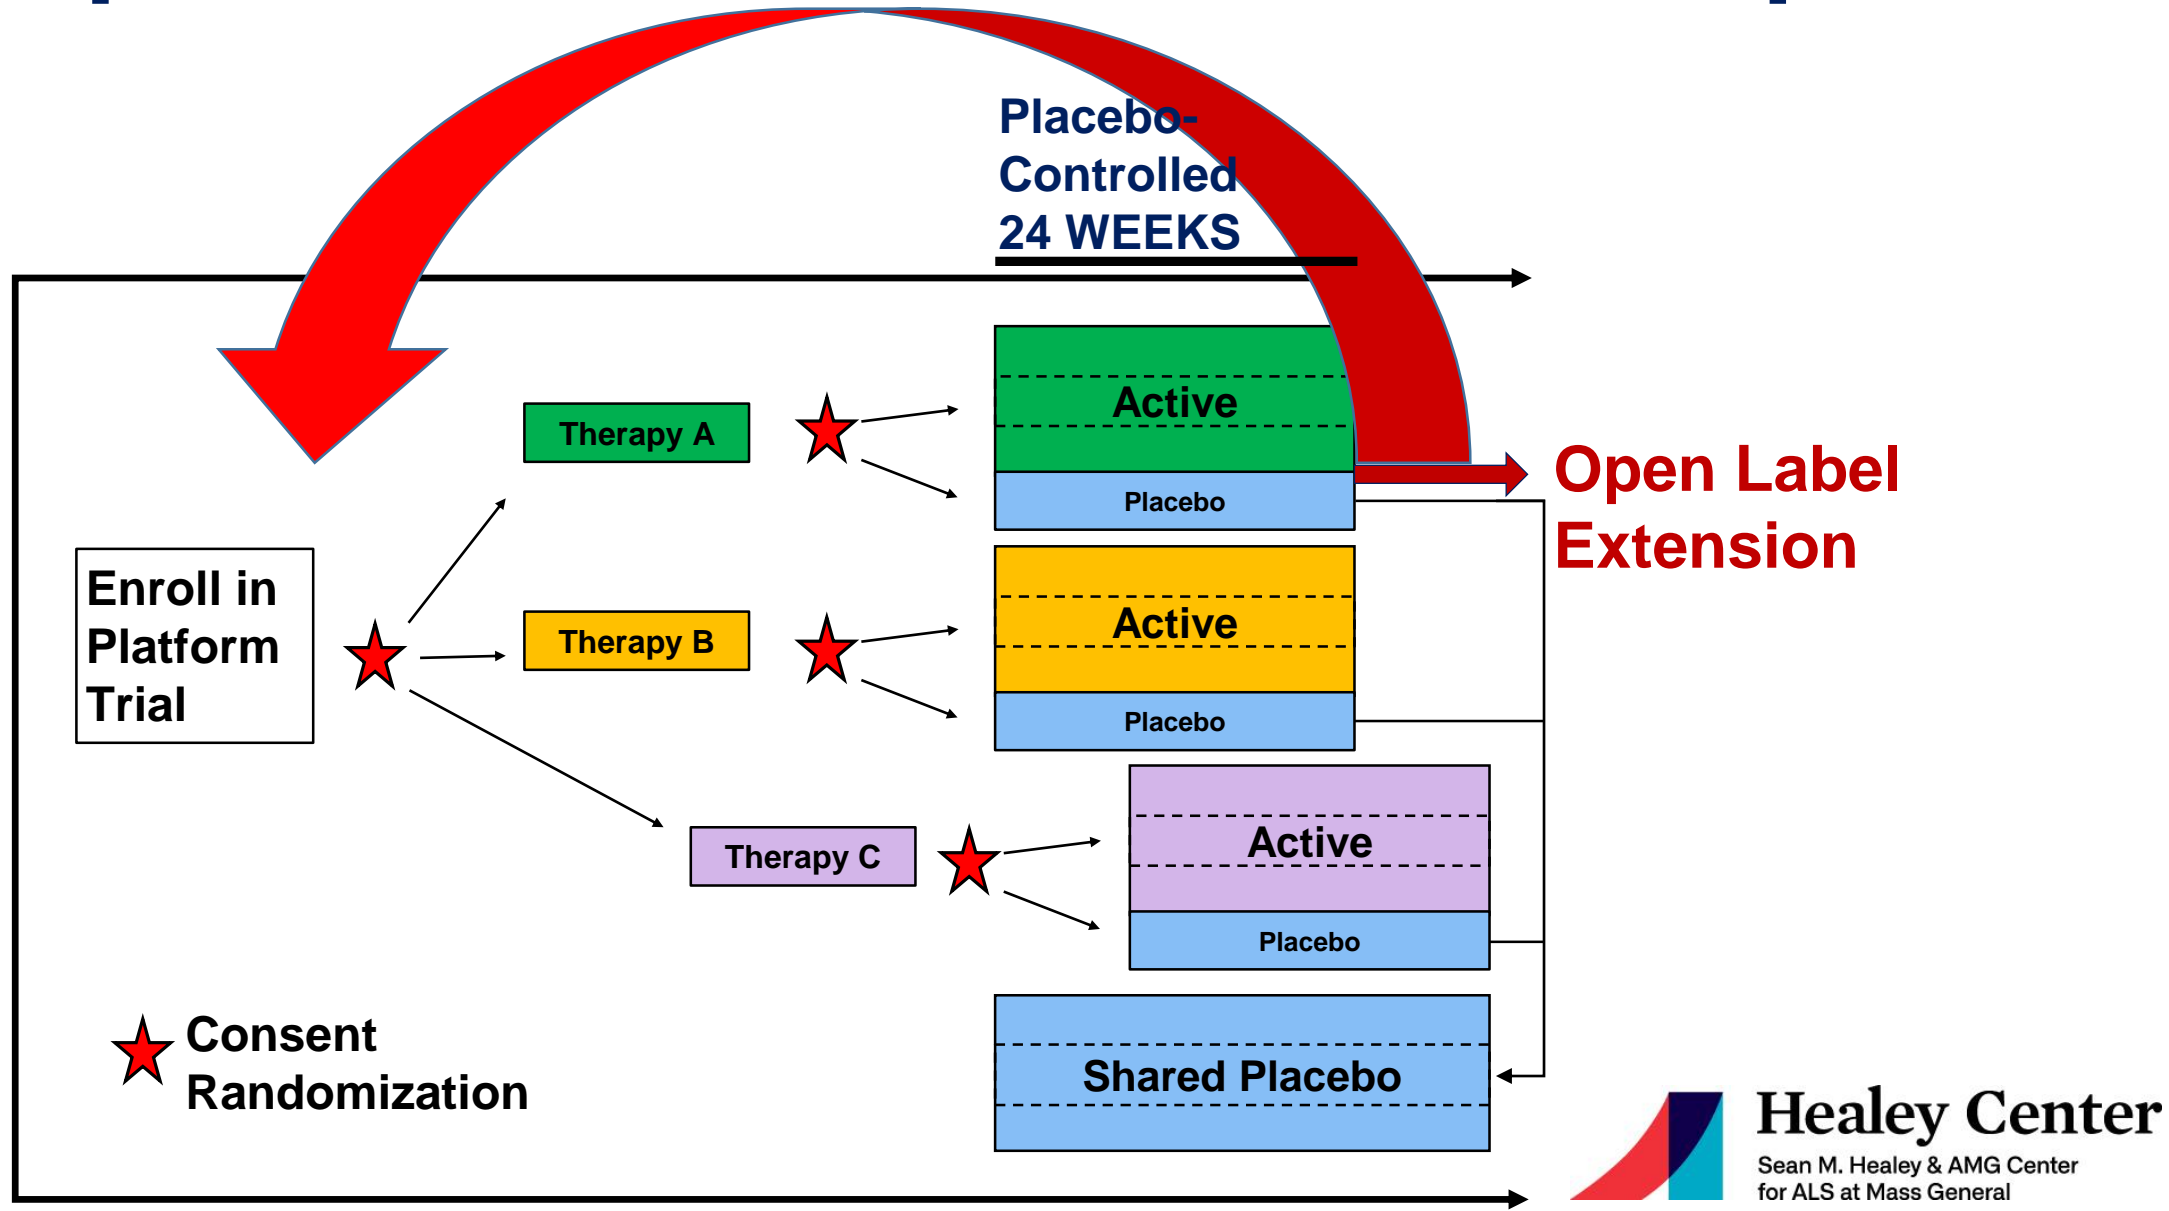 Placebo-
Controlled
24 WEEKS
Active
Therapy A
Placebo
Open Label
Extension
Enroll in
Platform
Trial
Therapy B
Active
Placebo
Therapy C
Active
Placebo
Consent
Randomization
Shared Placebo
Healey Center
Sean M. Healey & AMG Center
for ALS at Mass General